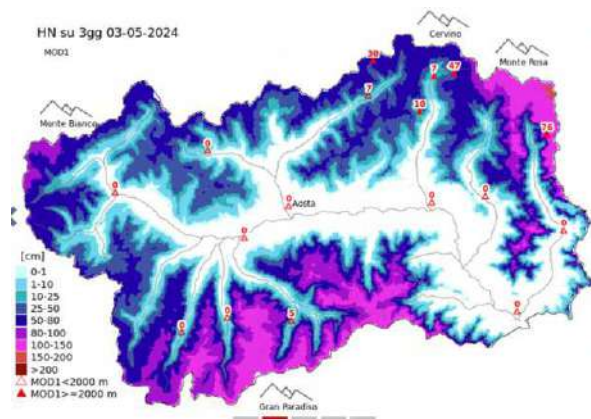 HN su 3gg 03-05-2024
MOD1
Cervino
Monte Rosa
30
7
47
7
10
76
Monte Bianco
0
0
0
0
0
Aosta
0
0
0
0
5
0
[cm]
0-1
1-10
10-25
25-50
50-80
80-100
100-150
150-200
>200
MOD1<2000 m
MOD1>=2000 m
Gran Paradiso